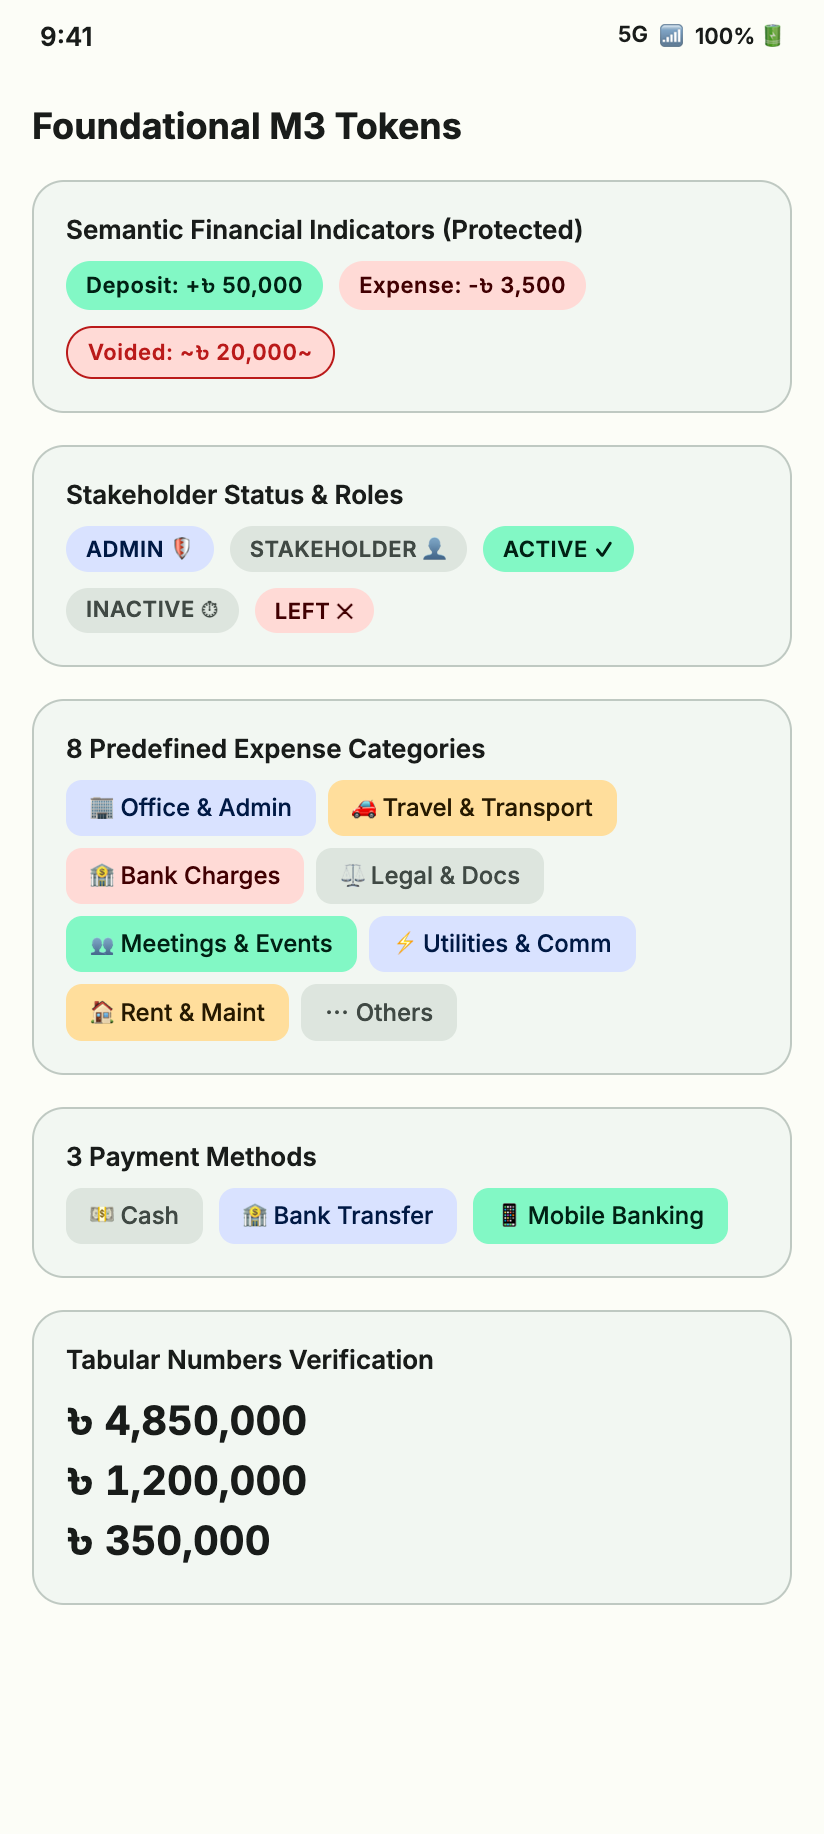 9:41 5G 100%
Foundational M3 Tokens
Semantic Financial Indicators (Protected)
Deposit: +৳ 50,000 Expense: -৳ 3,500
Voided: ~৳ 20,000~
Stakeholder Status & Roles
ADMIN STAKEHOLDER ACTIVE ✓
INACTIVE LEFT ✕
8 Predefined Expense Categories
Office & Admin Travel & Transport
Bank Charges Legal & Docs
Meetings & Events Utilities & Comm
Rent & Maint ⋯ Others
3 Payment Methods
Cash Bank Transfer Mobile Banking
Tabular Numbers Verification
৳ 4,850,000
৳ 1,200,000
৳ 350,000